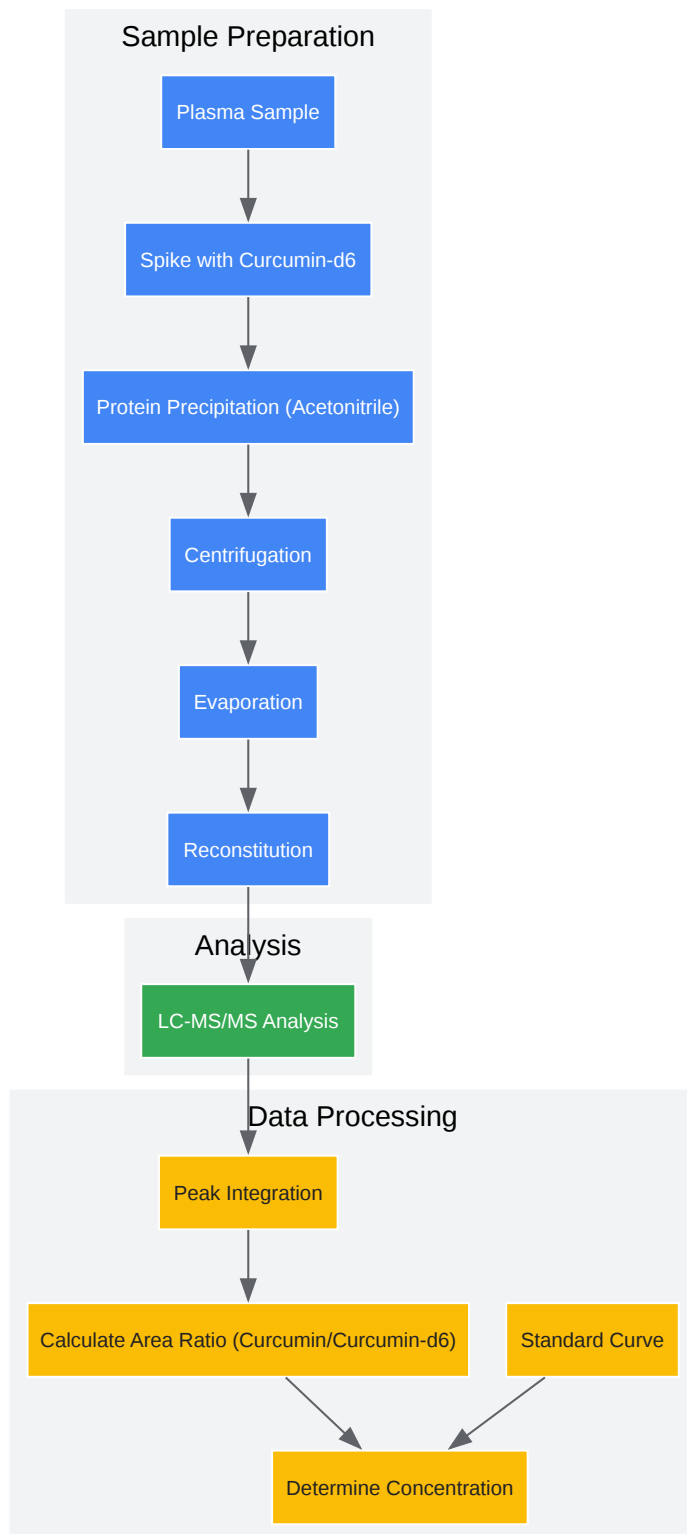 Sample Preparation
Plasma Sample
Spike with Curcumin-d6
Protein Precipitation (Acetonitrile)
Centrifugation
Evaporation
Reconstitution
Analysis
LC-MS/MS Analysis
Data Processing
Peak Integration
Calculate Area Ratio (Curcumin/Curcumin-d6)
Standard Curve
Determine Concentration